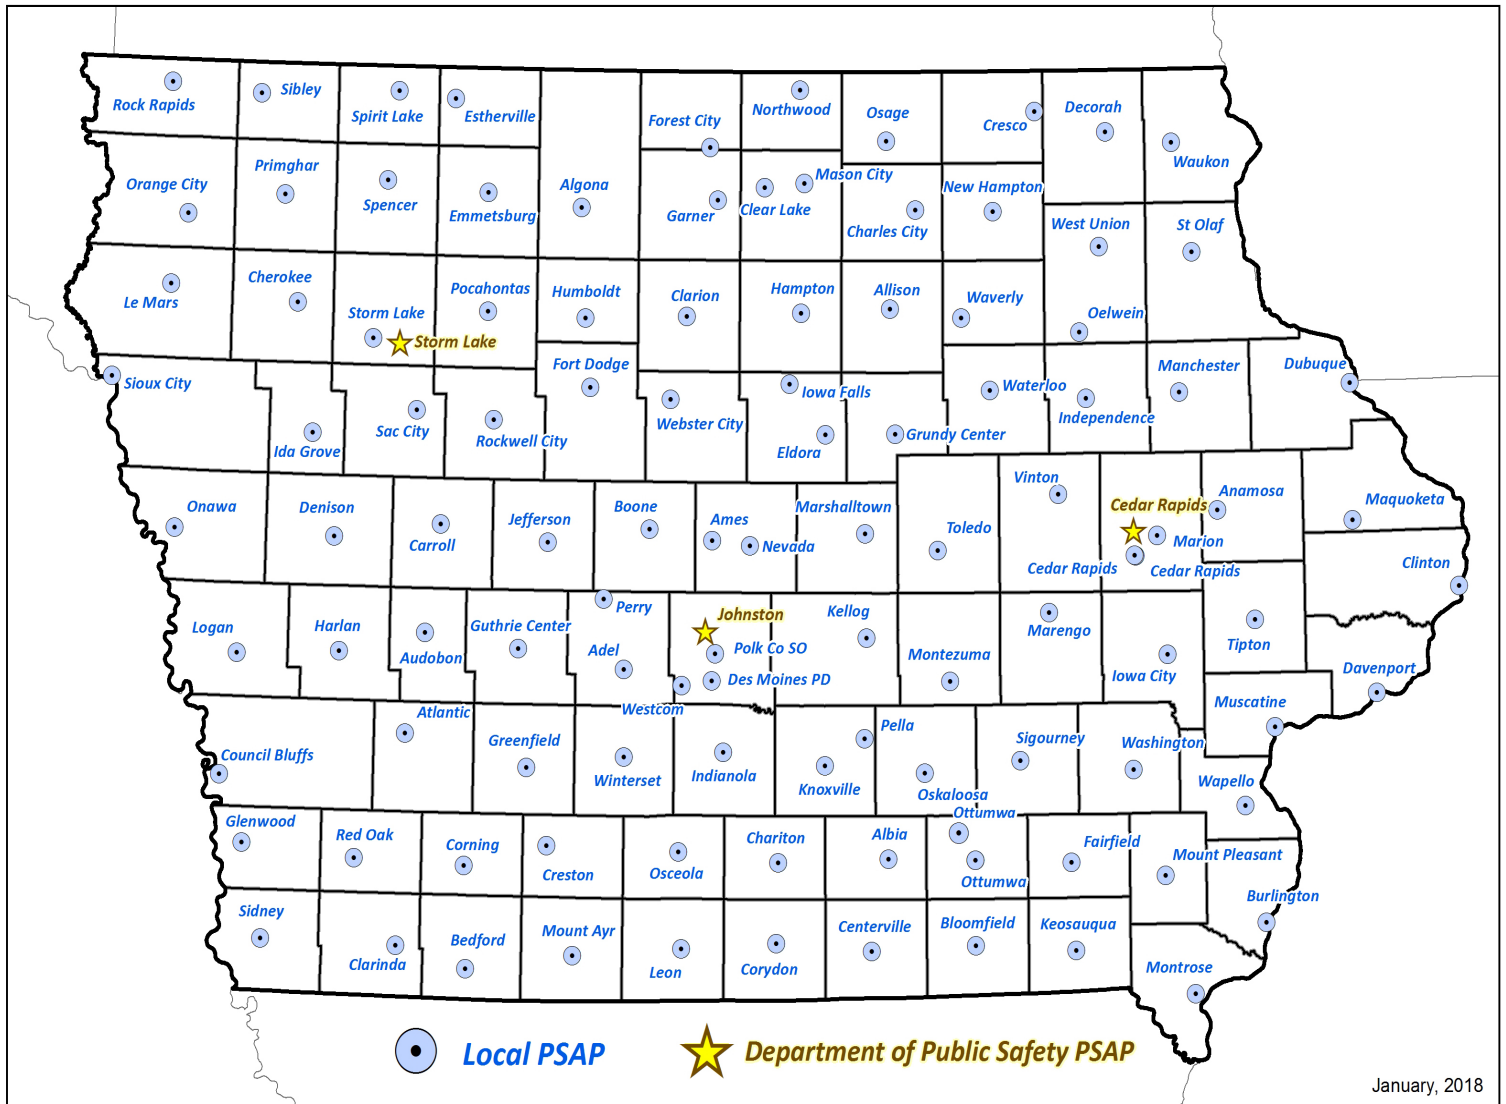 Rock Rapids
Sibley
Spirit Lake
Estherville
Forest City
Northwood
Osage
Cresco
Decorah
Waukon
Orange City
Primghar
Spencer
Emmetsburg
Algona
Garner
Clear Lake
Mason City
Charles City
New Hampton
West Union
St Olaf
Le Mars
Cherokee
Storm Lake
Storm Lake
Pocahontas
Humboldt
Clarion
Hampton
Allison
Waverly
Oelwein
Sioux City
Ida Grove
Sac City
Rockwell City
Fort Dodge
Webster City
Iowa Falls
Eldora
Grundy Center
Waterloo
Independence
Manchester
Dubuque
Onawa
Denison
Carroll
Jefferson
Boone
Ames
Nevada
Marshalltown
Toledo
Vinton
Cedar Rapids
Marion
Cedar Rapids
Cedar Rapids
Anamosa
Maquoketa
Clinton
Logan
Harlan
Audobon
Guthrie Center
Perry
Adel
Johnston
Polk Co SO
Des Moines PD
Westcom
Kellog
Montezuma
Marengo
Iowa City
Tipton
Davenport
Muscatine
Council Bluffs
Atlantic
Greenfield
Winterset
Indianola
Knoxville
Pella
Oskaloosa
Sigourney
Washington
Wapello
Glenwood
Red Oak
Corning
Creston
Osceola
Chariton
Albia
Ottumwa
Ottumwa
Fairfield
Mount Pleasant
Burlington
Sidney
Clarinda
Bedford
Mount Ayr
Leon
Corydon
Centerville
Bloomfield
Keosauqua
Montrose
Local PSAP
Department of Public Safety PSAP
January, 2018